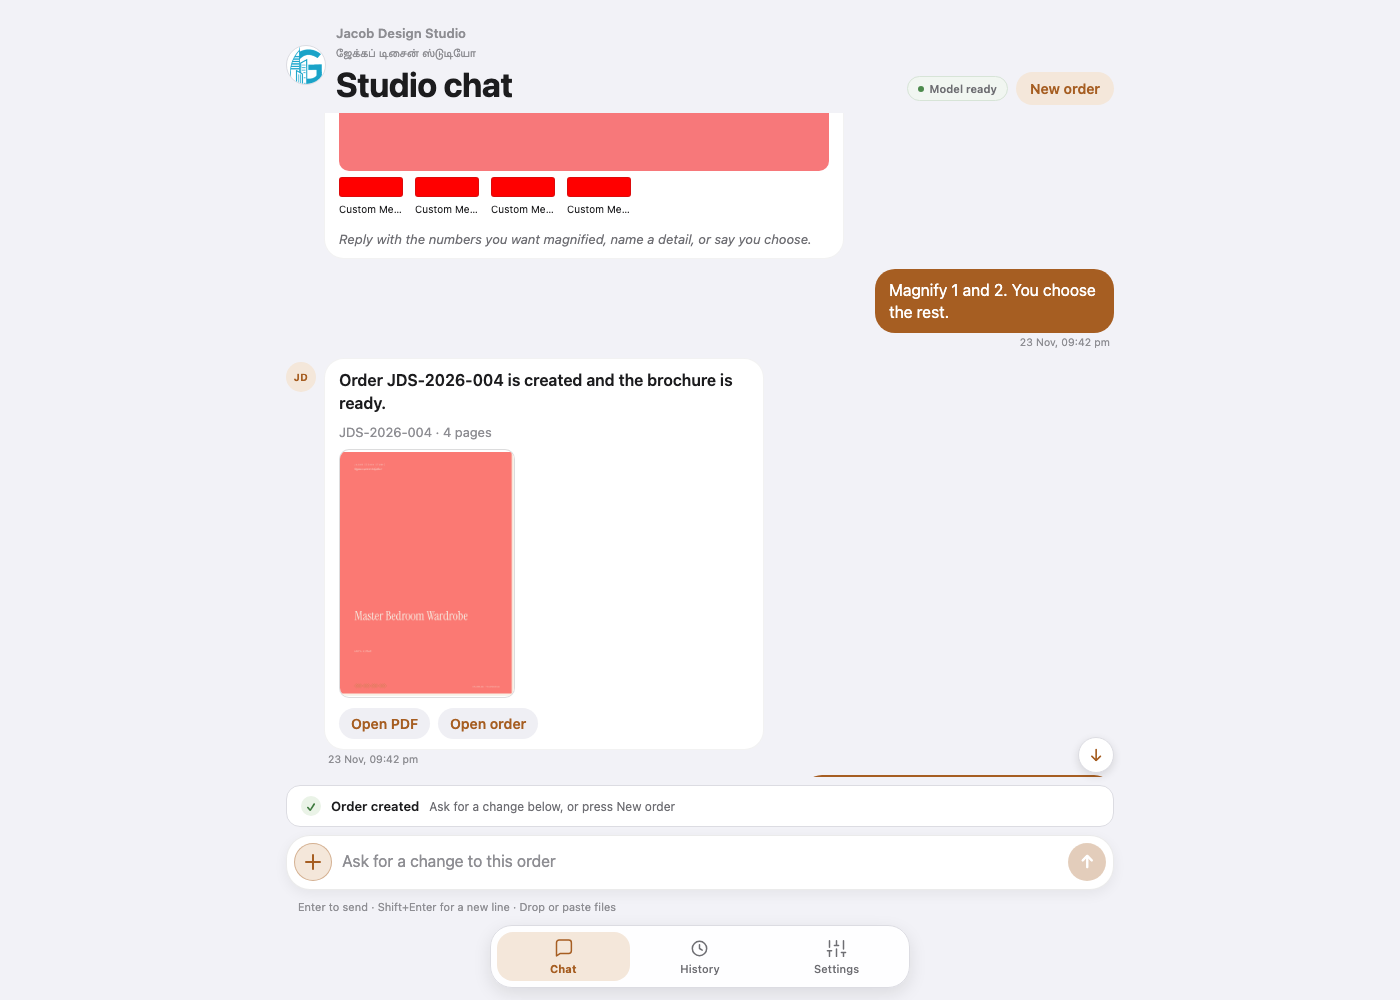 Jacob Design Studio
ஜேக்கப் டிசைன் ஸ்டுடியோ
Studio chat
Model ready
New order
Custom Me... Custom Me... Custom Me... Custom Me...
Reply with the numbers you want magnified, name a detail, or say you choose.
Magnify 1 and 2. You choose
the rest.
23 Nov, 09:42 pm
JD
Order JDS-2026-004 is created and the brochure is
ready.
JDS-2026-004 · 4 pages
Master Bedroom Wardrobe
Open PDF
Open order
23 Nov, 09:42 pm
Order created Ask for a change below, or press New order
Ask for a change to this order
Enter to send · Shift+Enter for a new line · Drop or paste files
Chat
History
Settings